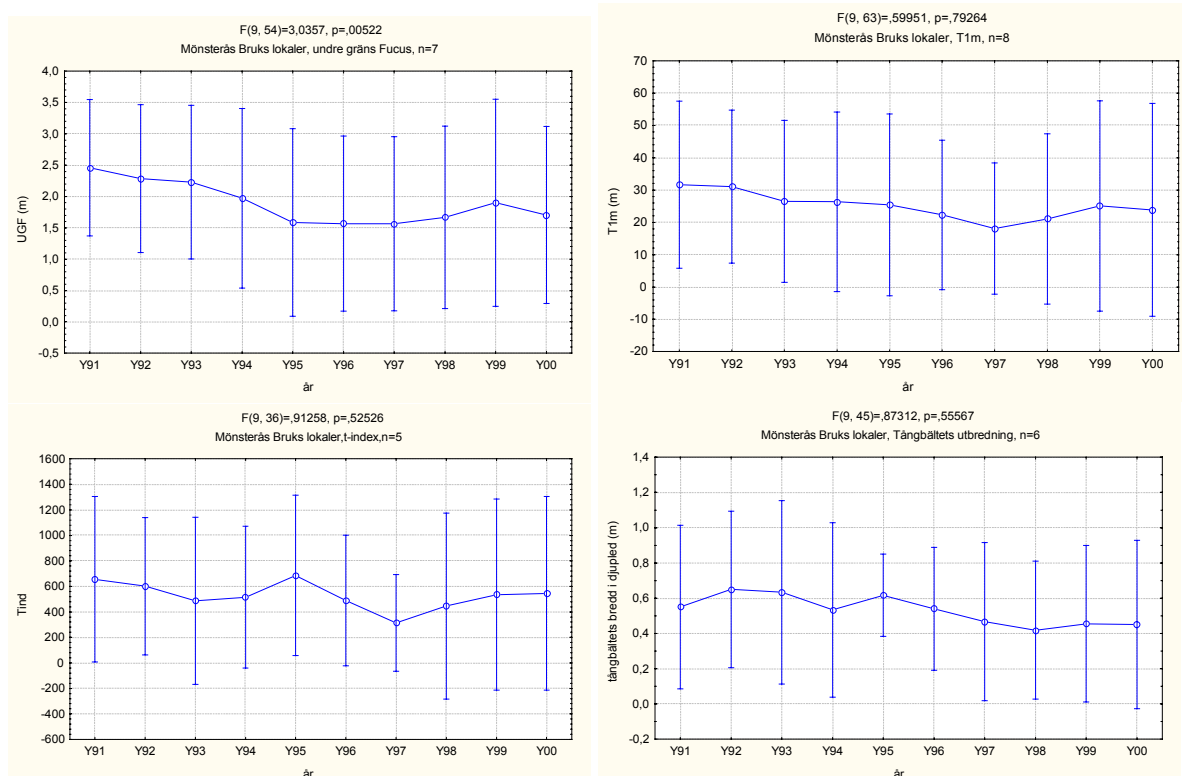 F(9, 54)=3,0357, p=,00522
Mönsterås Bruks lokaler, undre gräns Fucus, n=7
UGF (m)
4,0
3,5
3,0
2,5
2,0
1,5
1,0
0,5
0,0
-0,5
Y91 Y92 Y93 Y94 Y95 Y96 Y97 Y98 Y99 Y00
år
F(9, 63)=,59951, p=,79264
Mönsterås Bruks lokaler, T1m, n=8
T1m (m)
70
60
50
40
30
20
10
0
-10
-20
Y91 Y92 Y93 Y94 Y95 Y96 Y97 Y98 Y99 Y00
år
F(9, 36)=,91258, p=,52526
Mönsterås Bruks lokaler,t-index,n=5
Tind
1600
1400
1200
1000
800
600
400
200
0
-200
-400
-600
Y91 Y92 Y93 Y94 Y95 Y96 Y97 Y98 Y99 Y00
år
F(9, 45)=,87312, p=,55567
Mönsterås Bruks lokaler, Tångbältets utbredning, n=6
tångbältets bredd i djupled (m)
1,4
1,2
1,0
0,8
0,6
0,4
0,2
0,0
-0,2
Y91 Y92 Y93 Y94 Y95 Y96 Y97 Y98 Y99 Y00
år